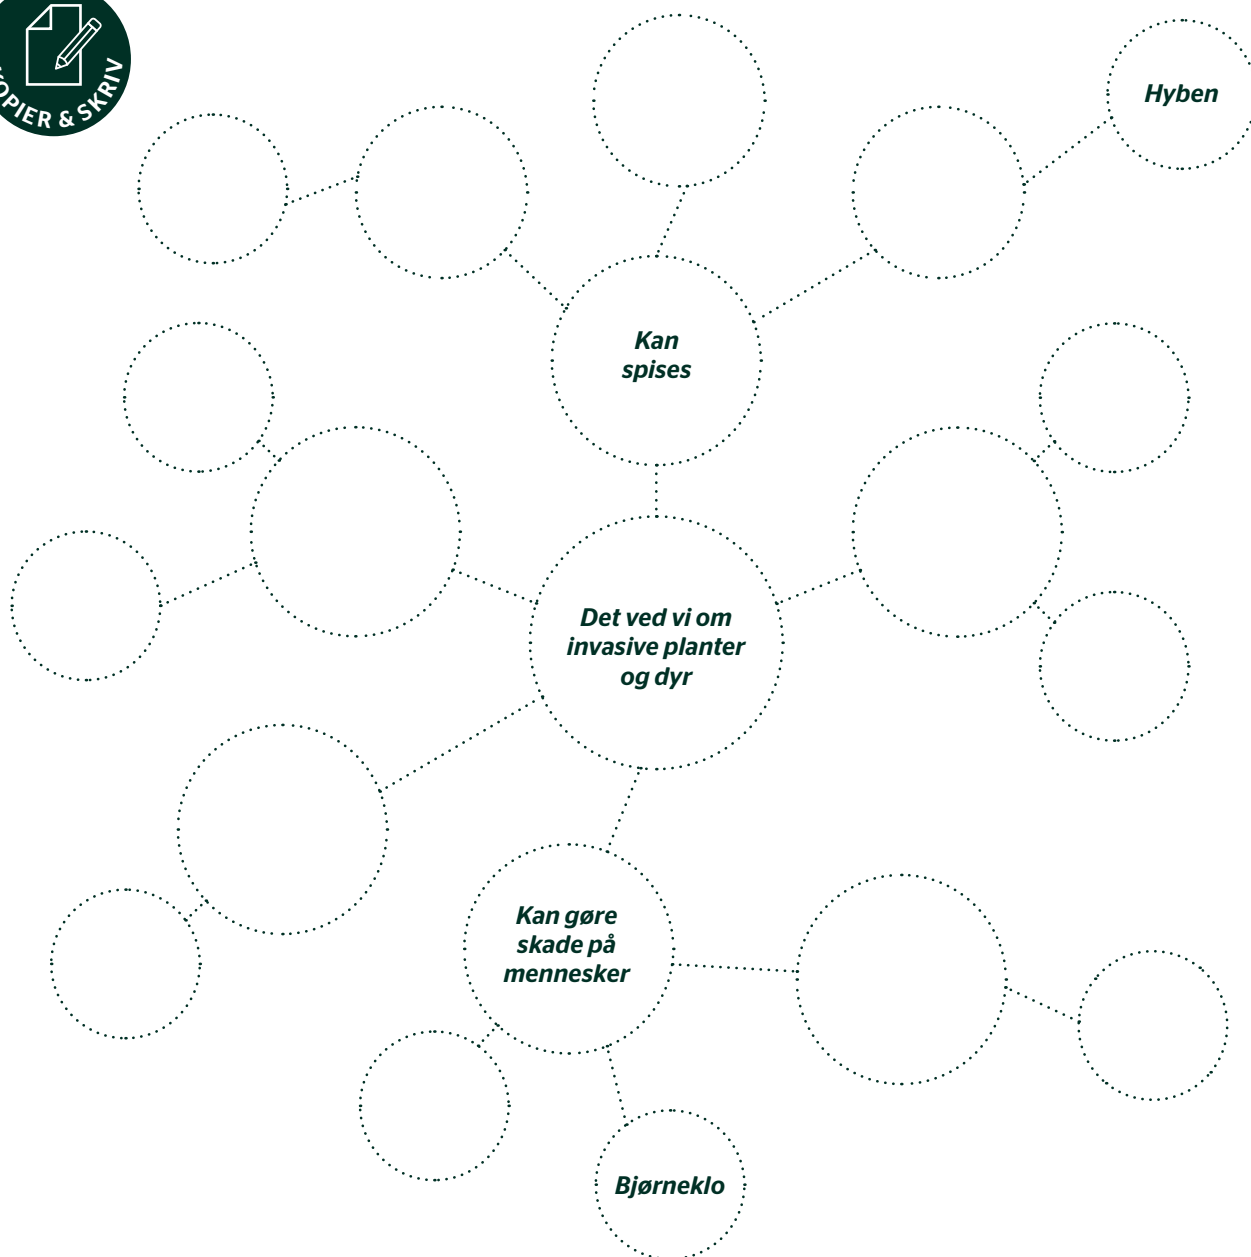 KOPIER & SKRIV
Hyben
Kan
spises
Det ved vi om
invasive planter
og dyr
Kan gøre
skade på
mennesker
Bjørneklo